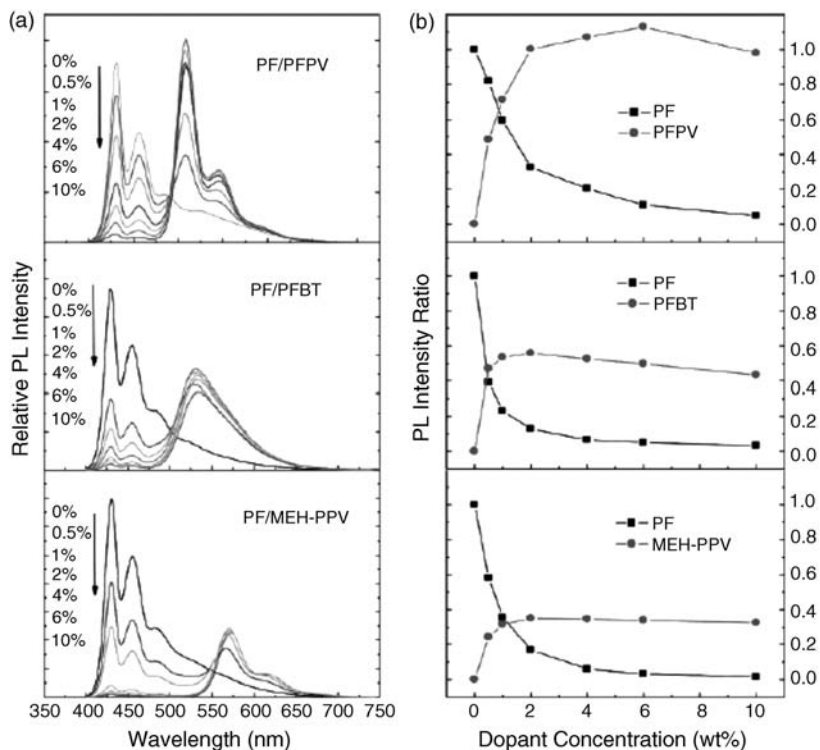 (a)
PF/PFPV
0%
0.5%
1%
2%
4%
6%
10%
PF/PFBT
0%
0.5%
1%
2%
4%
6%
10%
PF/MEH-PPV
0%
0.5%
1%
2%
4%
6%
10%
Relative PL Intensity
350 400 450 500 550 600 650 700 750
Wavelength (nm)
(b)
PF
PFPV
1.0
0.8
0.6
0.4
0.2
0.0
PF
PFBT
1.0
0.8
0.6
0.4
0.2
0.0
PF
MEH-PPV
1.0
0.8
0.6
0.4
0.2
0.0
PL Intensity Ratio
0 2 4 6 8 10
Dopant Concentration (wt%)